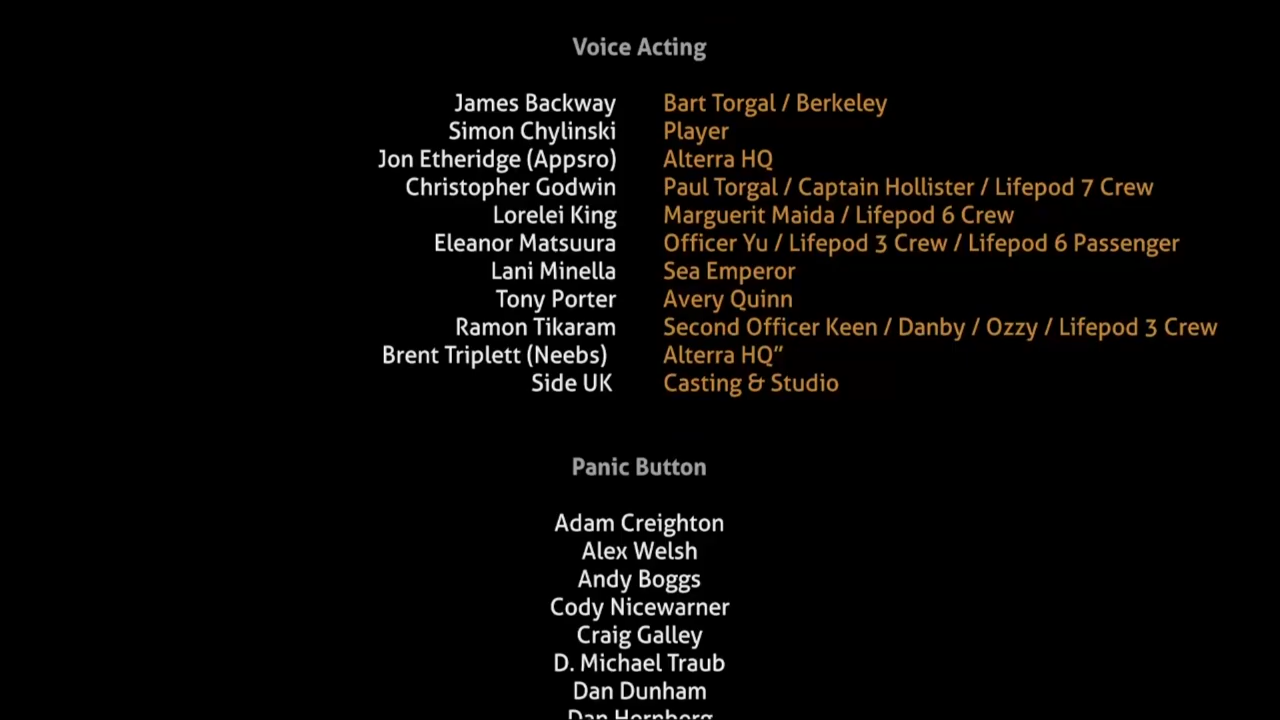 Voice Acting
James Backway Bart Torgal / Berkeley
Simon Chylinski Player
Jon Etheridge (Appsro) Alterra HQ
Christopher Godwin Paul Torgal / Captain Hollister / Lifepod 7 Crew
Lorelei King Marguerit Maida / Lifepod 6 Crew
Eleanor Matsuura Officer Yu / Lifepod 3 Crew / Lifepod 6 Passenger
Lani Minella Sea Emperor
Tony Porter Avery Quinn
Ramon Tikaram Second Officer Keen / Danby / Ozzy / Lifepod 3 Crew
Brent Triplett (Neebs) Alterra HQ”
Side UK Casting & Studio
Panic Button
Adam Creighton
Alex Welsh
Andy Boggs
Cody Nicewarner
Craig Galley
D. Michael Traub
Dan Dunham
Dan Hornberg